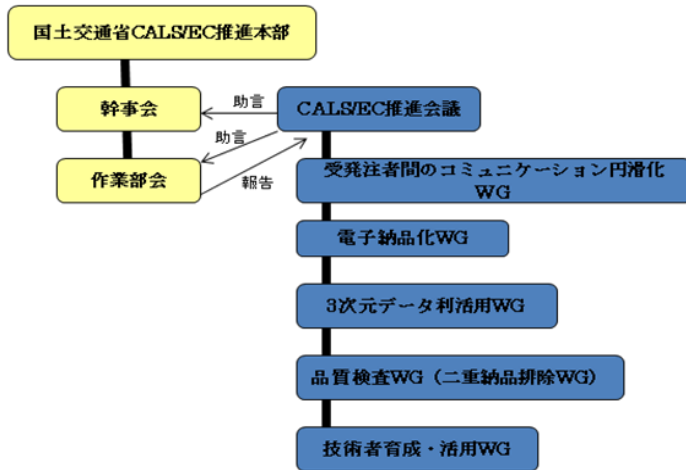 国土交通省CALS/EC推進本部
幹事会
助言
CALS/EC推進会議
助言
作業部会
報告
受発注者間のコミュニケーション円滑化
WG
電子納品化WG
3次元データ利活用WG
品質検査WG（二重納品排除WG）
技術者育成・活用WG